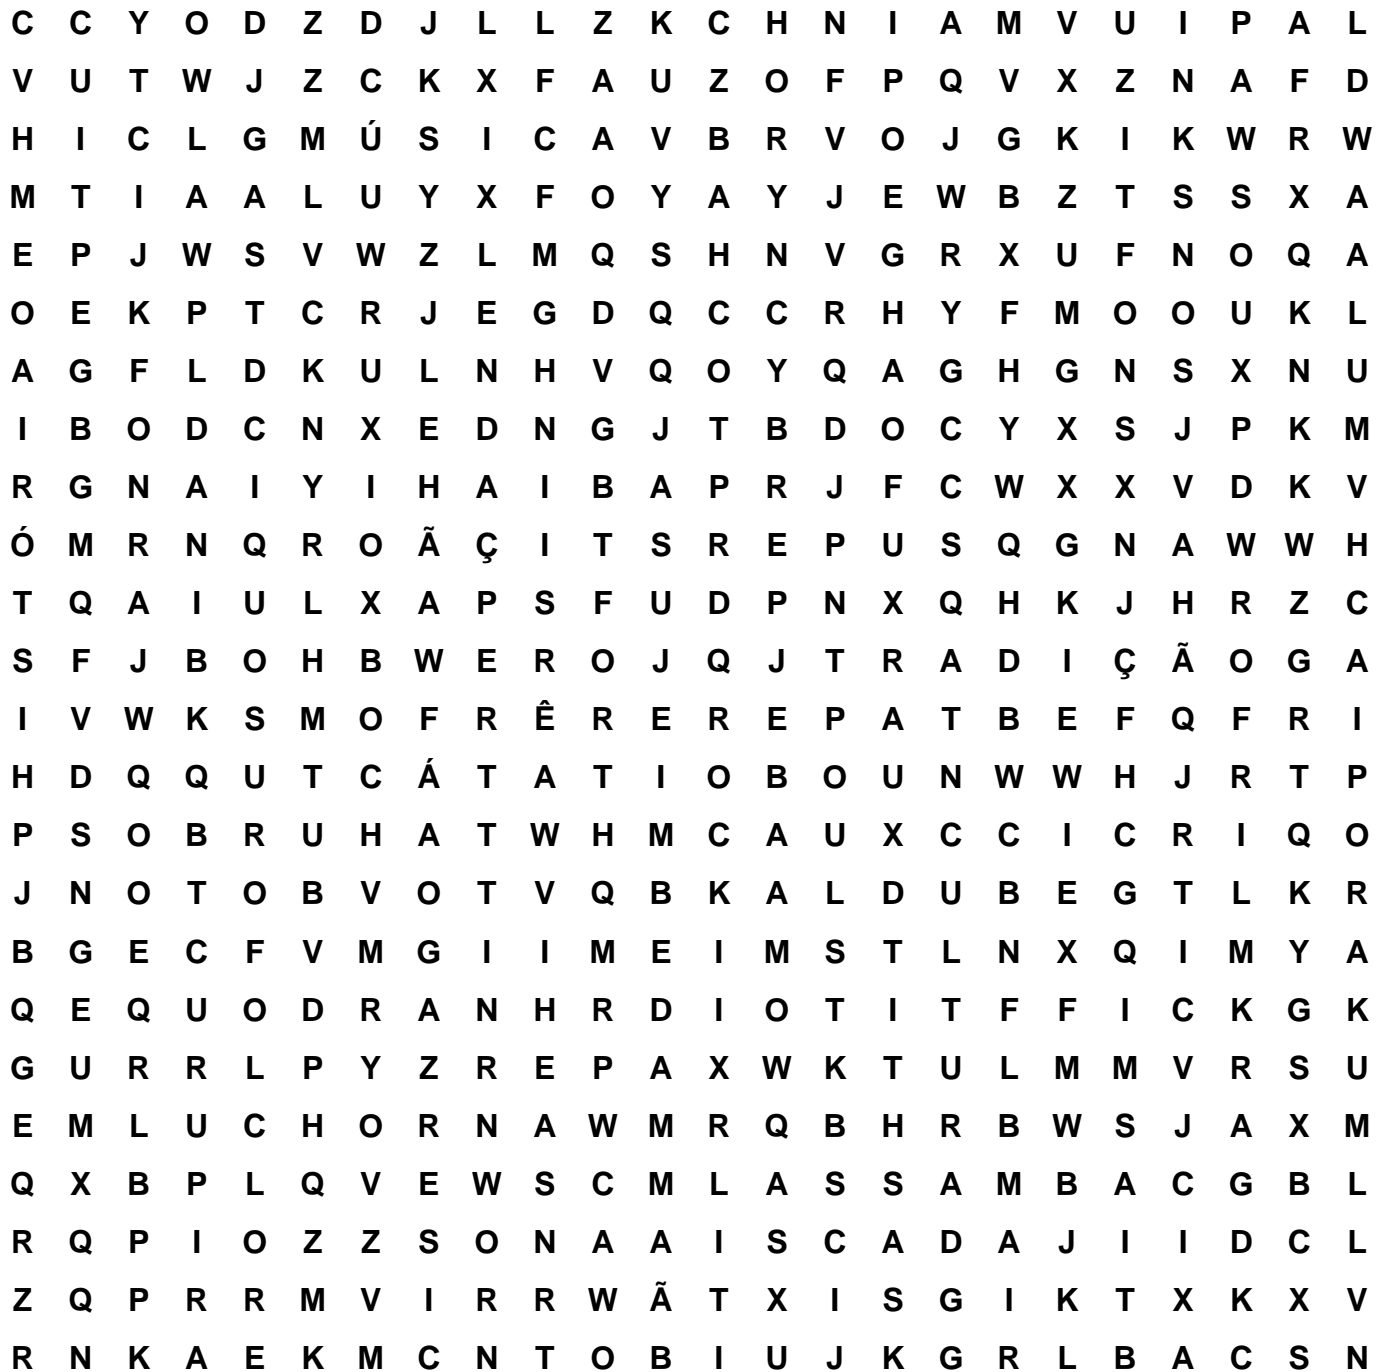 C C Y O D Z D J L L Z K C H N I A M V U I P A L
V U T W J Z C K X F A U Z O F P Q V X Z N A F D
H I C L G M Ú S I C A V B R V O J G K I K W R W
M T I A A L U Y X F O Y A Y J E W B Z T S S X A
E P J W S V W Z L M Q S H N V G R X U F N O Q A
O E K P T C R J E G D Q C C R H Y F M O O U K L
A G F L D K U L N H V Q O Y Q A G H G N S X N U
I B O D C N X E D N G J T B D O C Y X S J P K M
R G N A I Y I H A I B A P R J F C W X X V D K V
Ó M R N Q R O Ã Ç I T S R E P U S Q G N A W W H
T Q A I U L X A P S F U D P N X Q H K J H R Z C
S F J B O H B W E R O J Q J T R A D I Ç Ã O G A
I V W K S M O F R Ê R E R E P A T B E F Q F R I
H D Q Q U T C Á T A T I O B O U N W W H J R T P
P S O B R U H A T W H M C A U X C C I C R I Q O
J N O T O B V O T V Q B K A L D U B E G T L K R
B G E C F V M G I I M E I M S T L N X Q I M Y A
Q E Q U O D R A N H R D I O T I T F F I C K G K
G U R R L P Y Z R E P A X W K T U L M M V R S U
E M L U C H O R N A W M R Q B H R B W S J A X M
Q X B P L Q V E W S C M L A S S A M B A C G B L
R Q P I O Z Z S O N A A I S C A D A J I I D C L
Z Q P R R M V I R R W Ã T X I S G I K T X K X V
R N K A E K M C N T O B I U J K G R L B A C S N